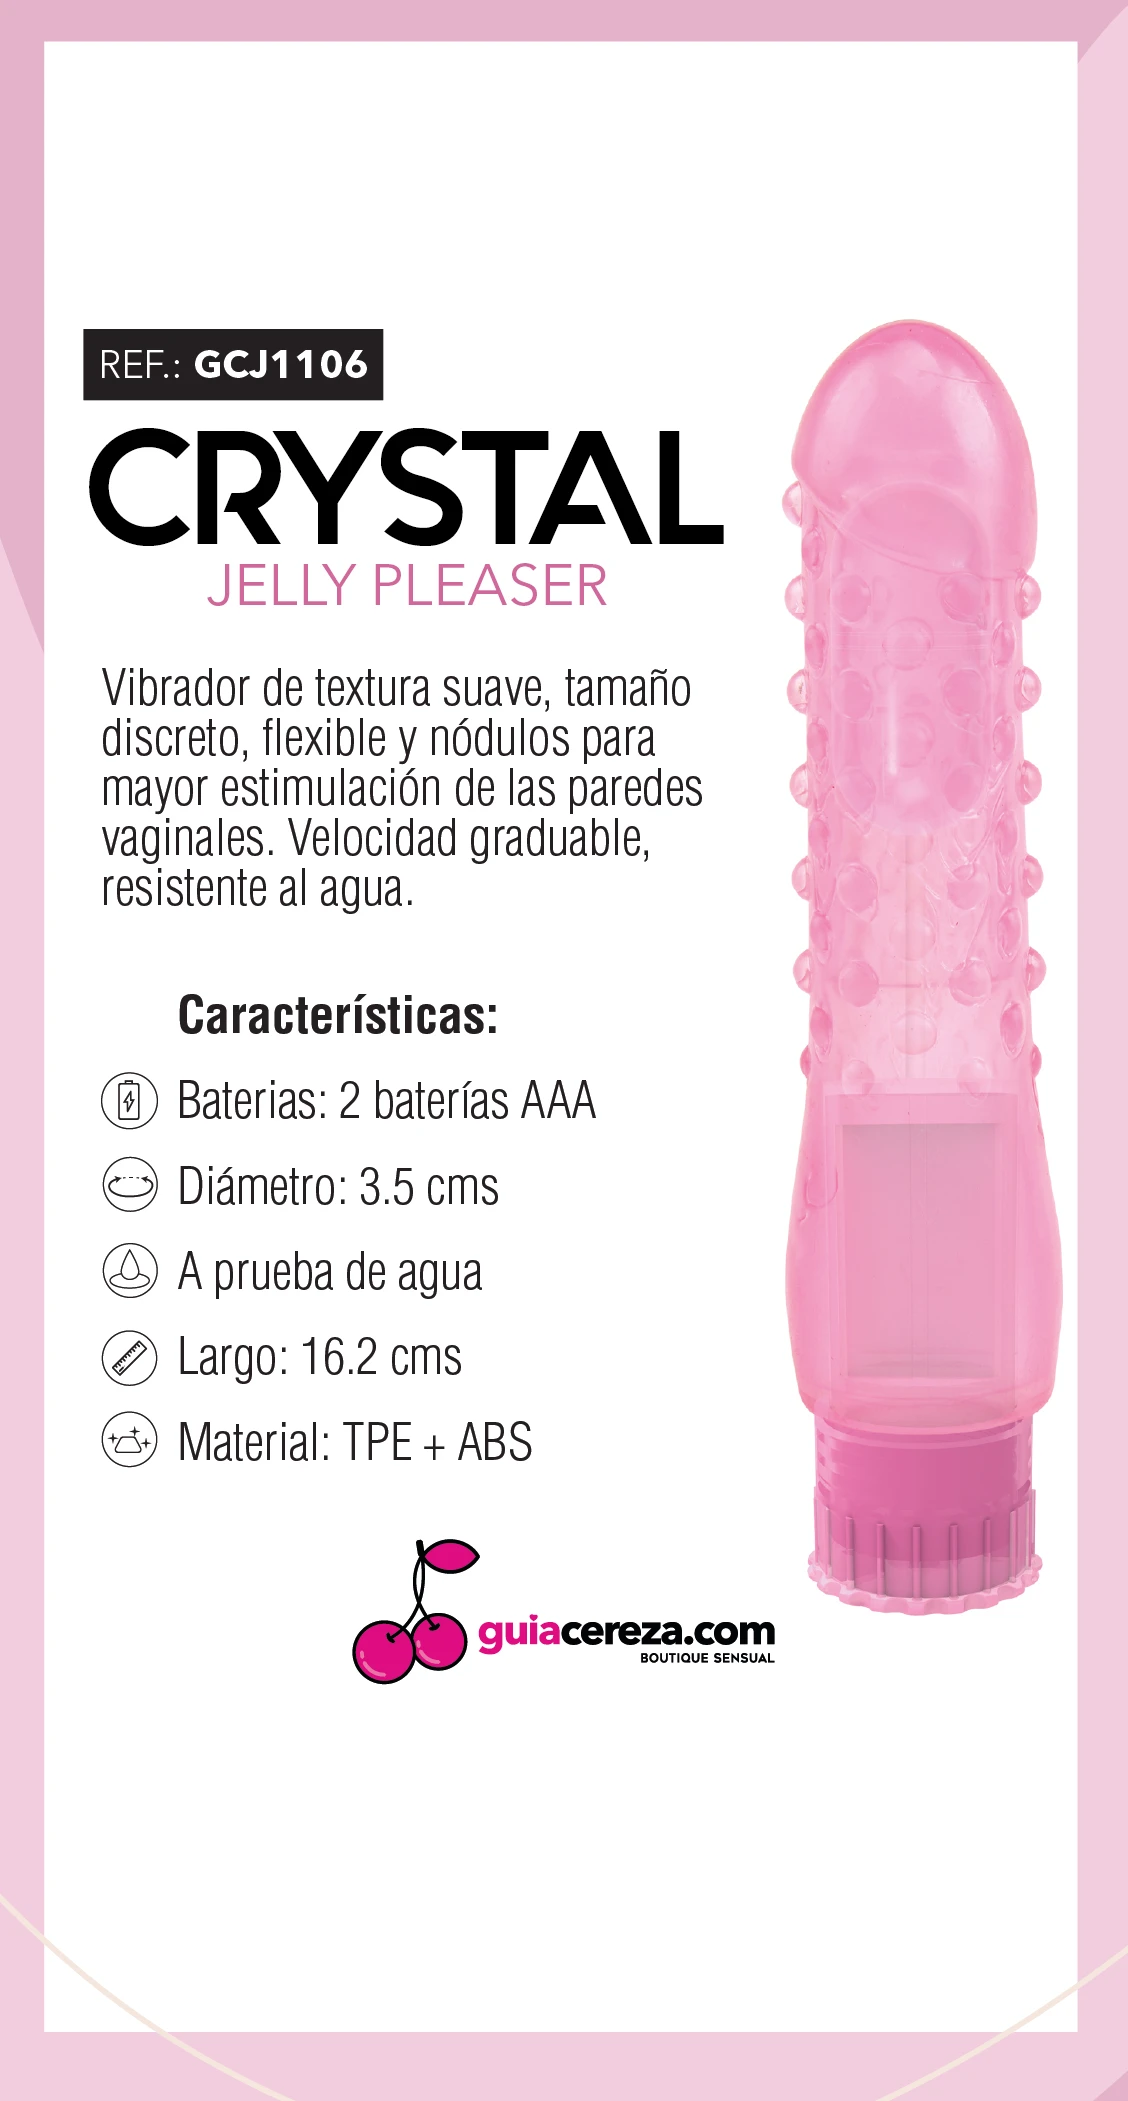 REF.: GCJ1106
CRYSTAL
JELLY PLEASER
Vibrador de textura suave, tamaño
discreto, flexible y nódulos para
mayor estimulación de las paredes
vaginales. Velocidad graduable,
resistente al agua.
Características:
Baterias: 2 baterías AAA
Diámetro: 3.5 cms
A prueba de agua
Largo: 16.2 cms
Material: TPE + ABS
guiacereza.com
BOUTIQUE SENSUAL